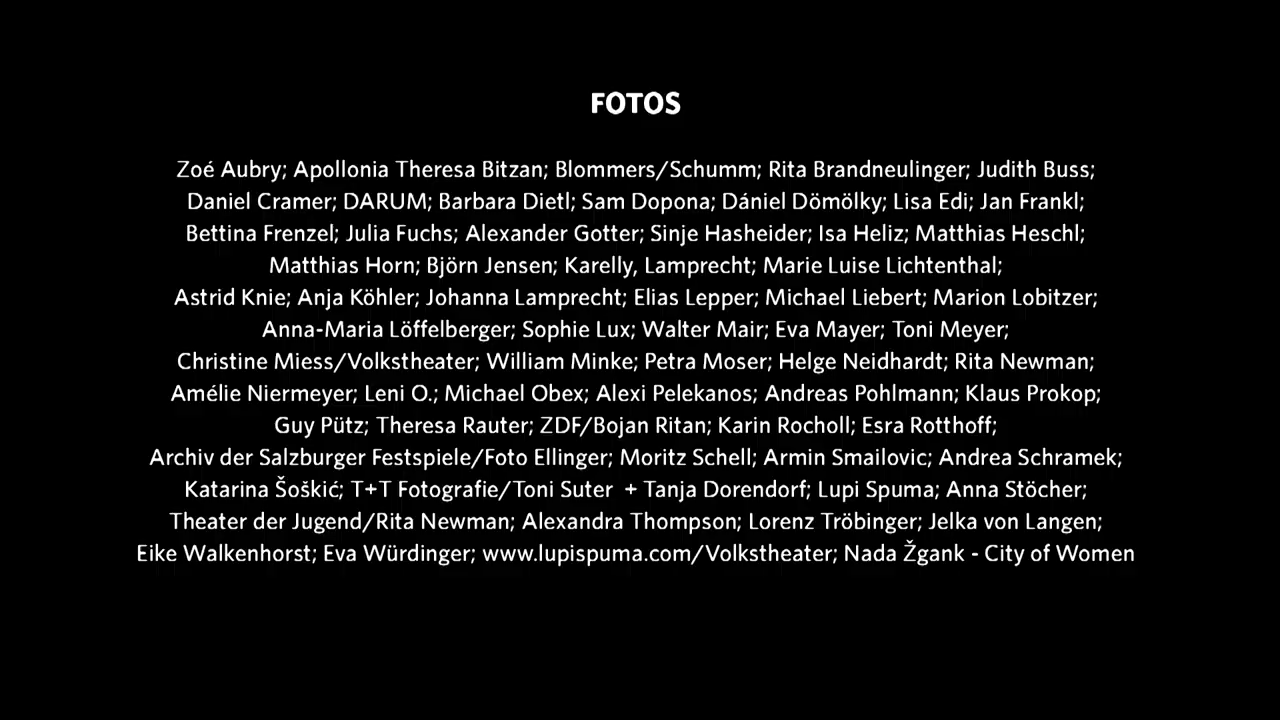 FOTOS
Zoé Aubry; Apollonia Theresa Bitzan; Blommers/Schumm; Rita Brandneulinger; Judith Buss;
Daniel Cramer; DARUM; Barbara Dietl; Sam Dopona; Dániel Dömölky; Lisa Edi; Jan Frankl;
Bettina Frenzel; Julia Fuchs; Alexander Gotter; Sinje Hasheider; Isa Heliz; Matthias Heschl;
Matthias Horn; Björn Jensen; Karelly, Lamprecht; Marie Luise Lichtenthal;
Astrid Knie; Anja Köhler; Johanna Lamprecht; Elias Lepper; Michael Liebert; Marion Lobitzer;
Anna-Maria Löffelberger; Sophie Lux; Walter Mair; Eva Mayer; Toni Meyer;
Christine Miess/Volkstheater; William Minke; Petra Moser; Helge Neidhardt; Rita Newman;
Amélie Niermeyer; Leni O.; Michael Obex; Alexi Pelekanos; Andreas Pohlmann; Klaus Prokop;
Guy Pütz; Theresa Rauter; ZDF/Bojan Ritan; Karin Rocholl; Esra Rotthoff;
Archiv der Salzburger Festspiele/Foto Ellinger; Moritz Schell; Armin Smailovic; Andrea Schramek;
Katarina Šoškić; T+T Fotografie/Toni Suter  + Tanja Dorendorf; Lupi Spuma; Anna Stöcher;
Theater der Jugend/Rita Newman; Alexandra Thompson; Lorenz Tröbinger; Jelka von Langen;
Eike Walkenhorst; Eva Würdinger; www.lupispuma.com/Volkstheater; Nada Žgank - City of Women